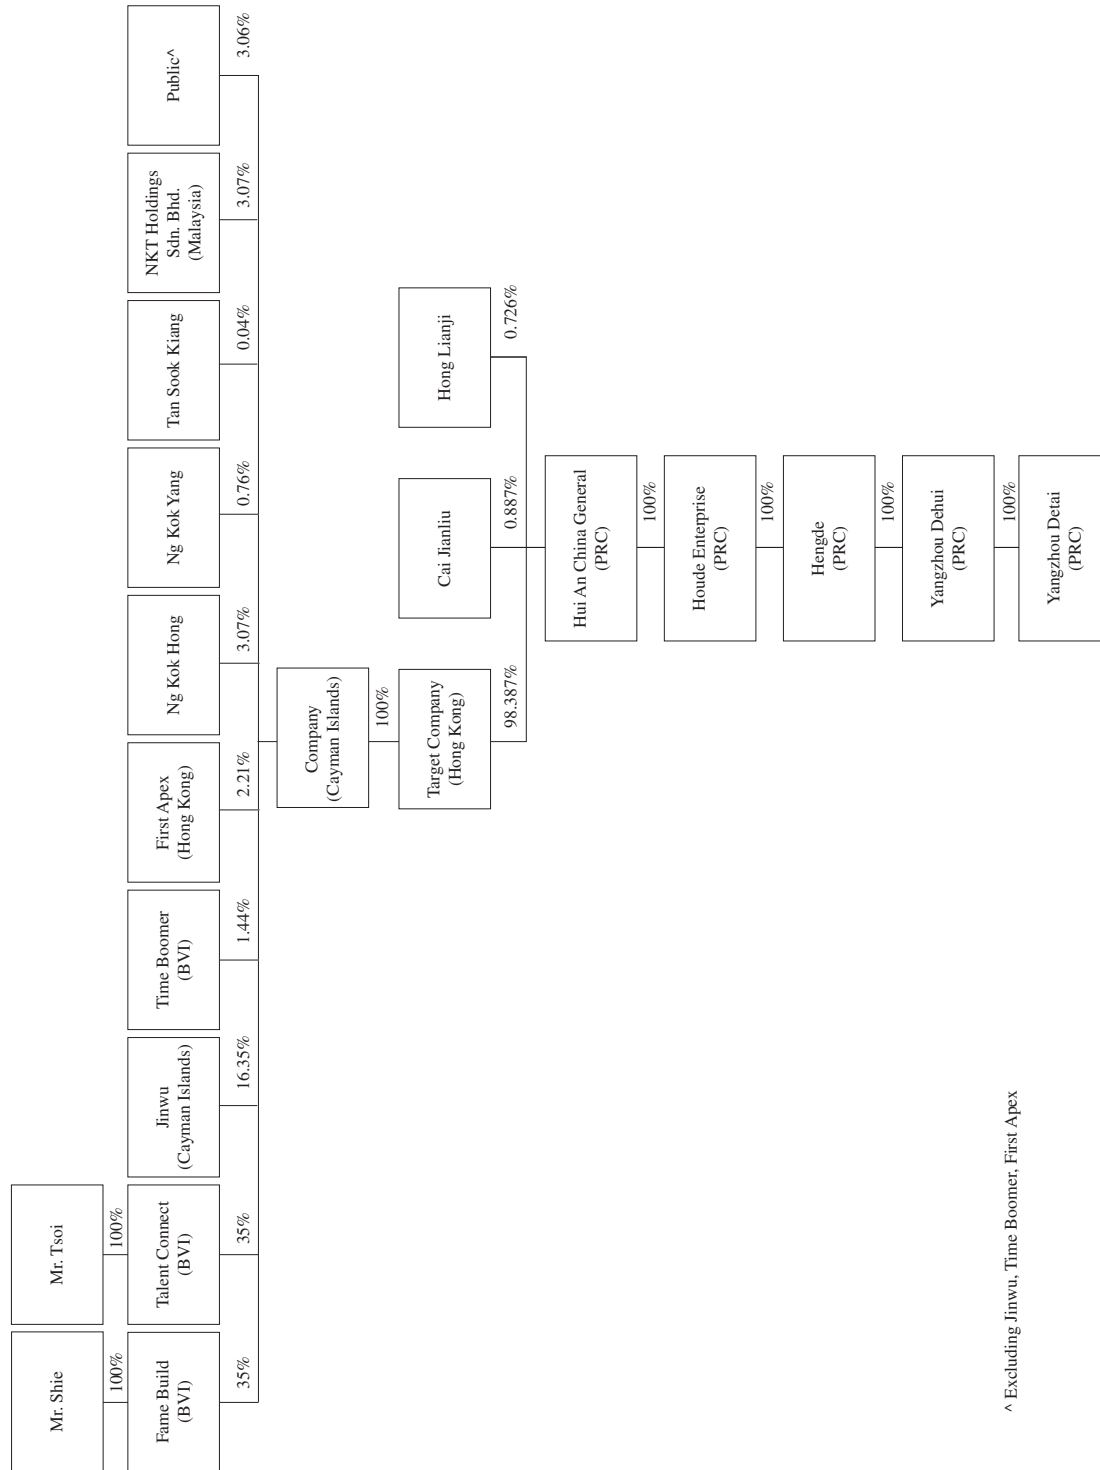 Mr. Shie
Mr. Tsoi
100%
100%
Fame Build
(BVI)
Talent Connect
(BVI)
Jinwu
(Cayman Islands)
Time Boomer
(BVI)
First Apex
(Hong Kong)
Ng Kok Hong
Ng Kok Yang
Tan Sook Kiang
NKT Holdings
Sdn. Bhd.
(Malaysia)
Public^
35%
35%
16.35%
1.44%
2.21%
3.07%
0.76%
0.04%
3.07%
3.06%
Company
(Cayman Islands)
100%
Target Company
(Hong Kong)
Cai Jianliu
Hong Lianji
98.387%
0.887%
0.726%
Hui An China General
(PRC)
100%
Houde Enterprise
(PRC)
100%
Hengde
(PRC)
100%
Yangzhou Dehui
(PRC)
100%
Yangzhou Detai
(PRC)
^ Excluding Jinwu, Time Boomer, First Apex